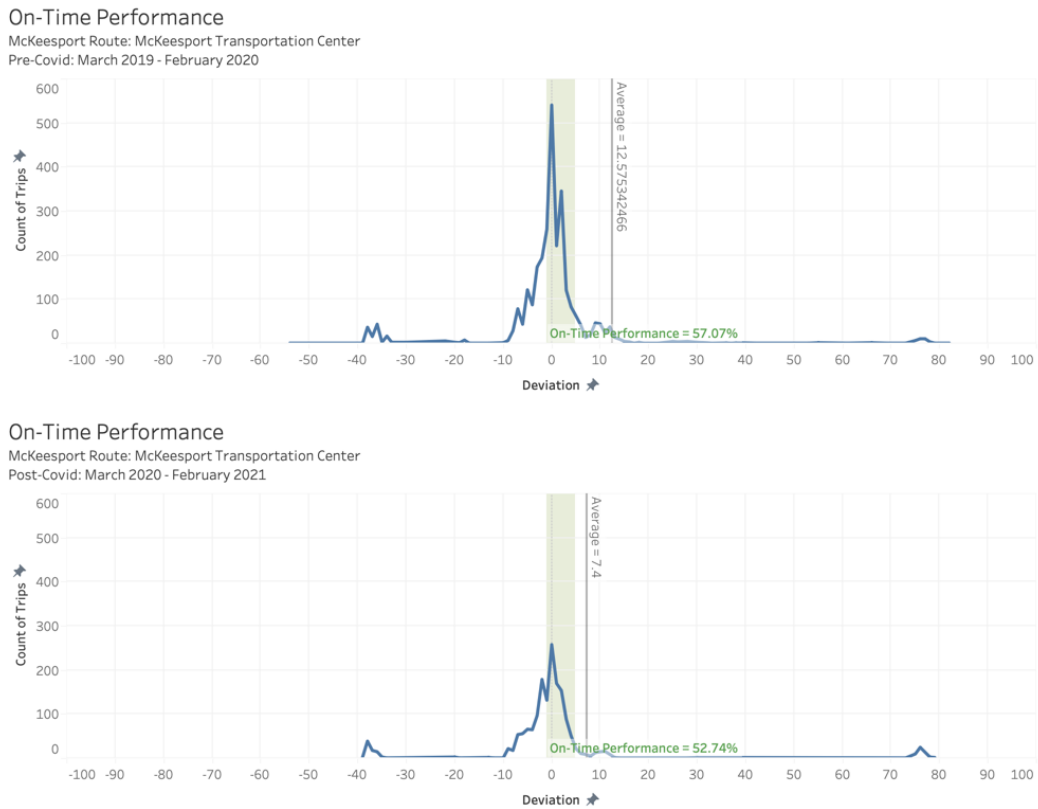 On-Time Performance
McKeesport Route: McKeesport Transportation Center
Pre-Covid: March 2019 - February 2020
600
500
400
300
200
100
0
Count of Trips
Average = 12.575342466
On-Time Performance = 57.07%
-100 -90 -80 -70 -60 -50 -40 -30 -20 -10 0 10 20 30 40 50 60 70 80 90 100
Deviation
On-Time Performance
McKeesport Route: McKeesport Transportation Center
Post-Covid: March 2020 - February 2021
600
500
400
300
200
100
0
Count of Trips
Average = 7.4
On-Time Performance = 52.74%
-100 -90 -80 -70 -60 -50 -40 -30 -20 -10 0 10 20 30 40 50 60 70 80 90 100
Deviation